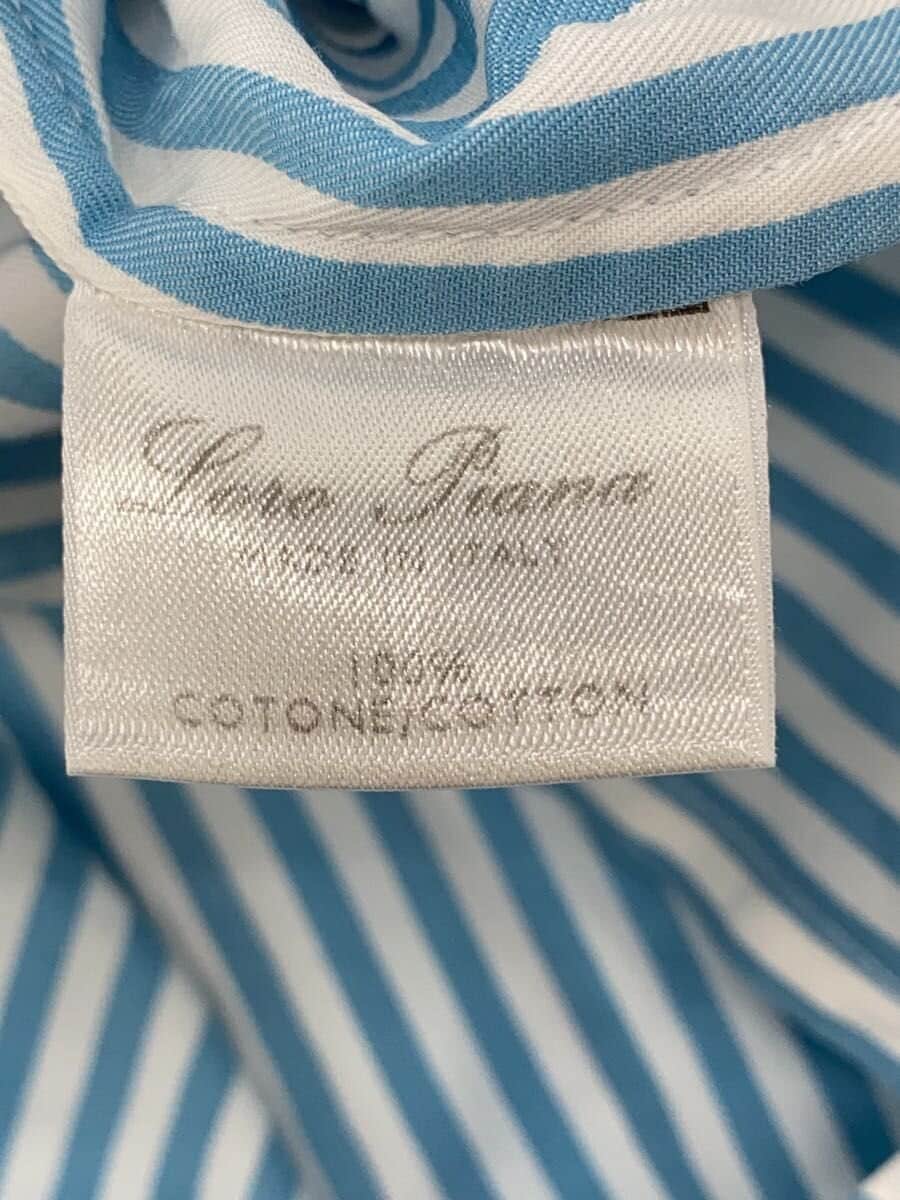 Loro Piana
MADE IN ITALY
100%
COTONE/COTTON